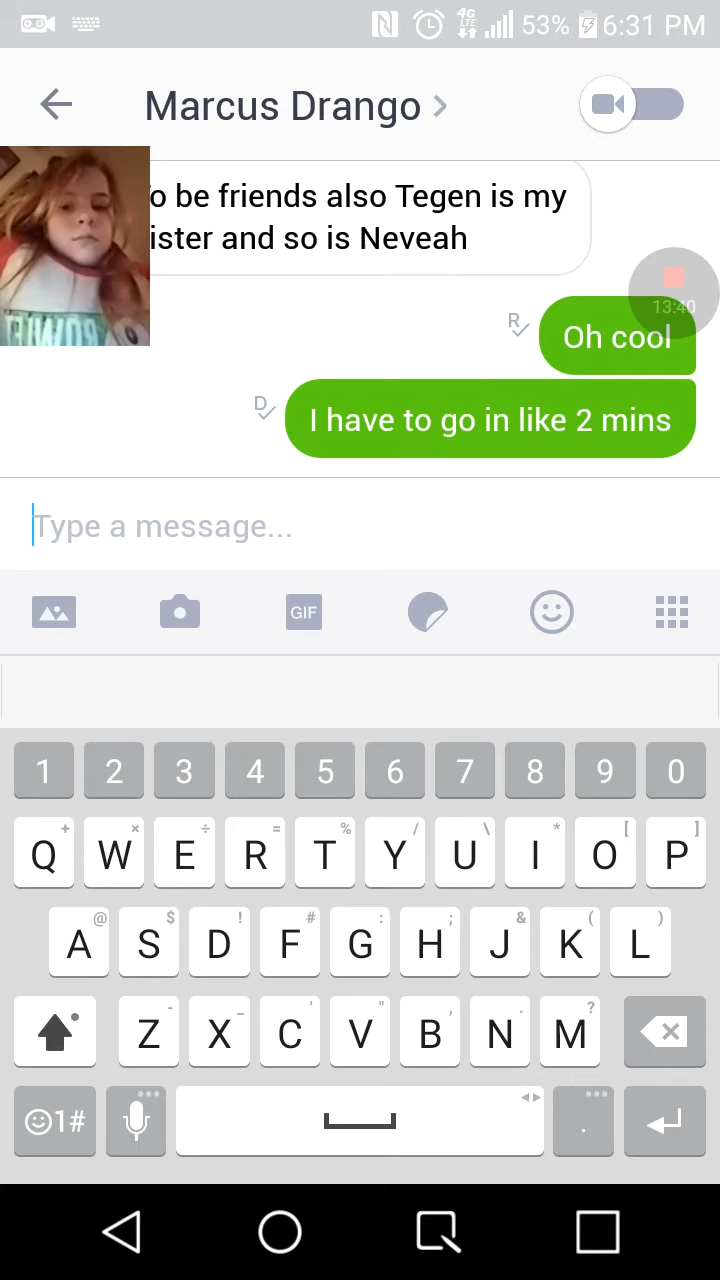 4G
LTE
53%
6:31 PM
Marcus Drango
o be friends also Tegen is my
ister and so is Neveah
13:40
R
Oh cool
D
I have to go in like 2 mins
Type a message...
GIF
1 2 3 4 5 6 7 8 9 0
+ × ÷ = % / \ * [ ]
Q W E R T Y U I O P
@ $ ! # : ; & ( )
A S D F G H J K L
- _ ' " , . ?
Z X C V B N M
1# .